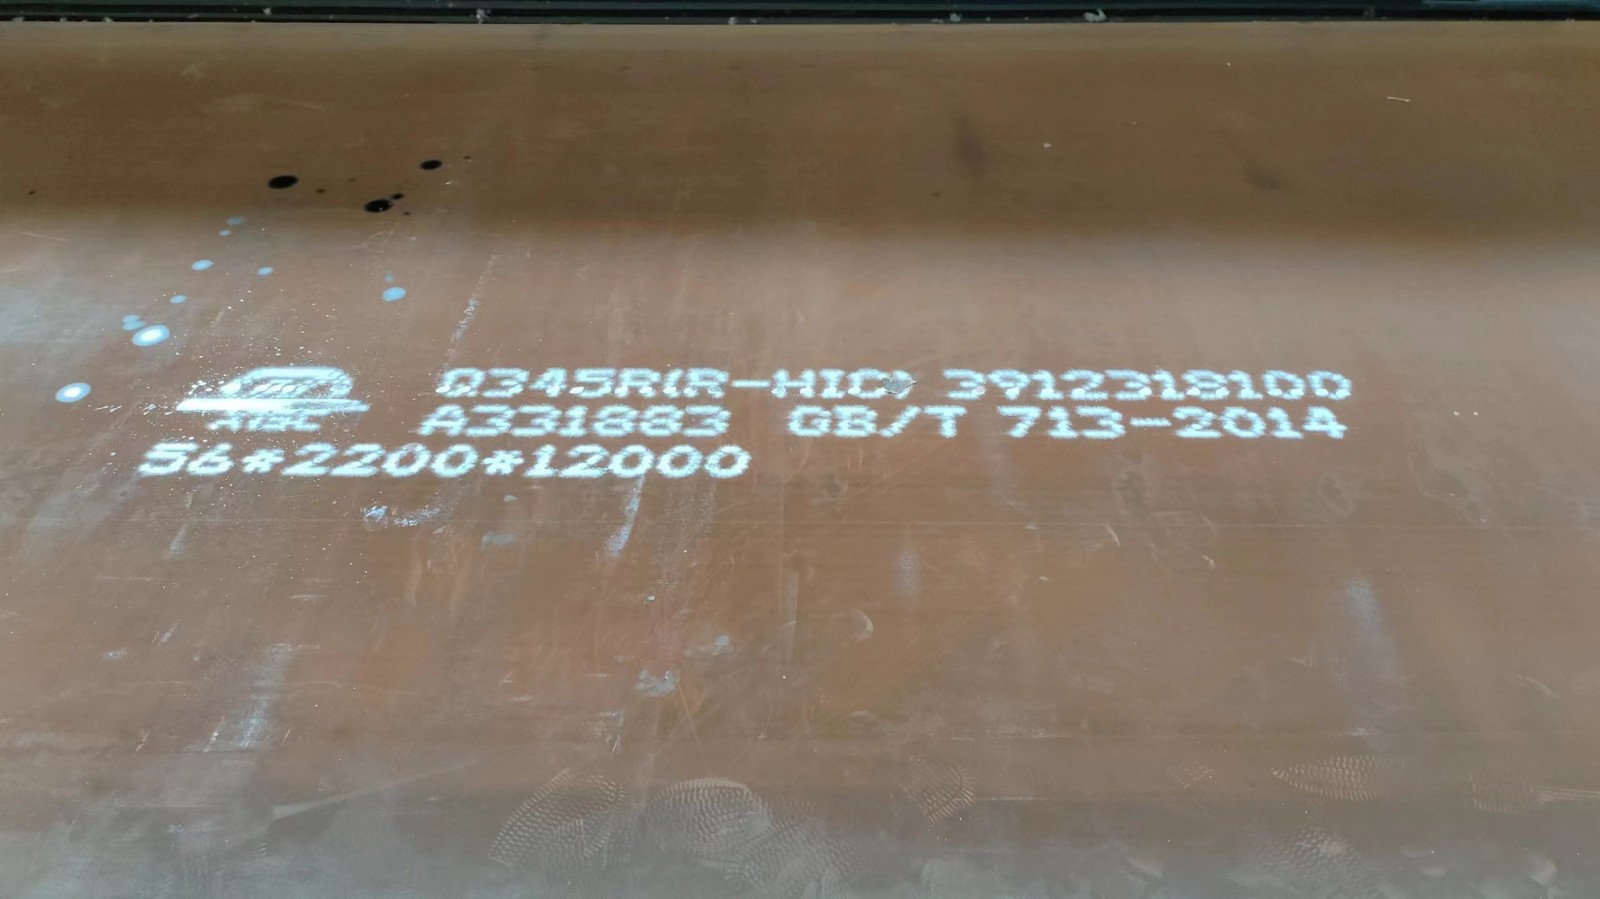 Q345R(R-HIC) 3912318100
A331883 GB/T 713-2014
56*2200*12000